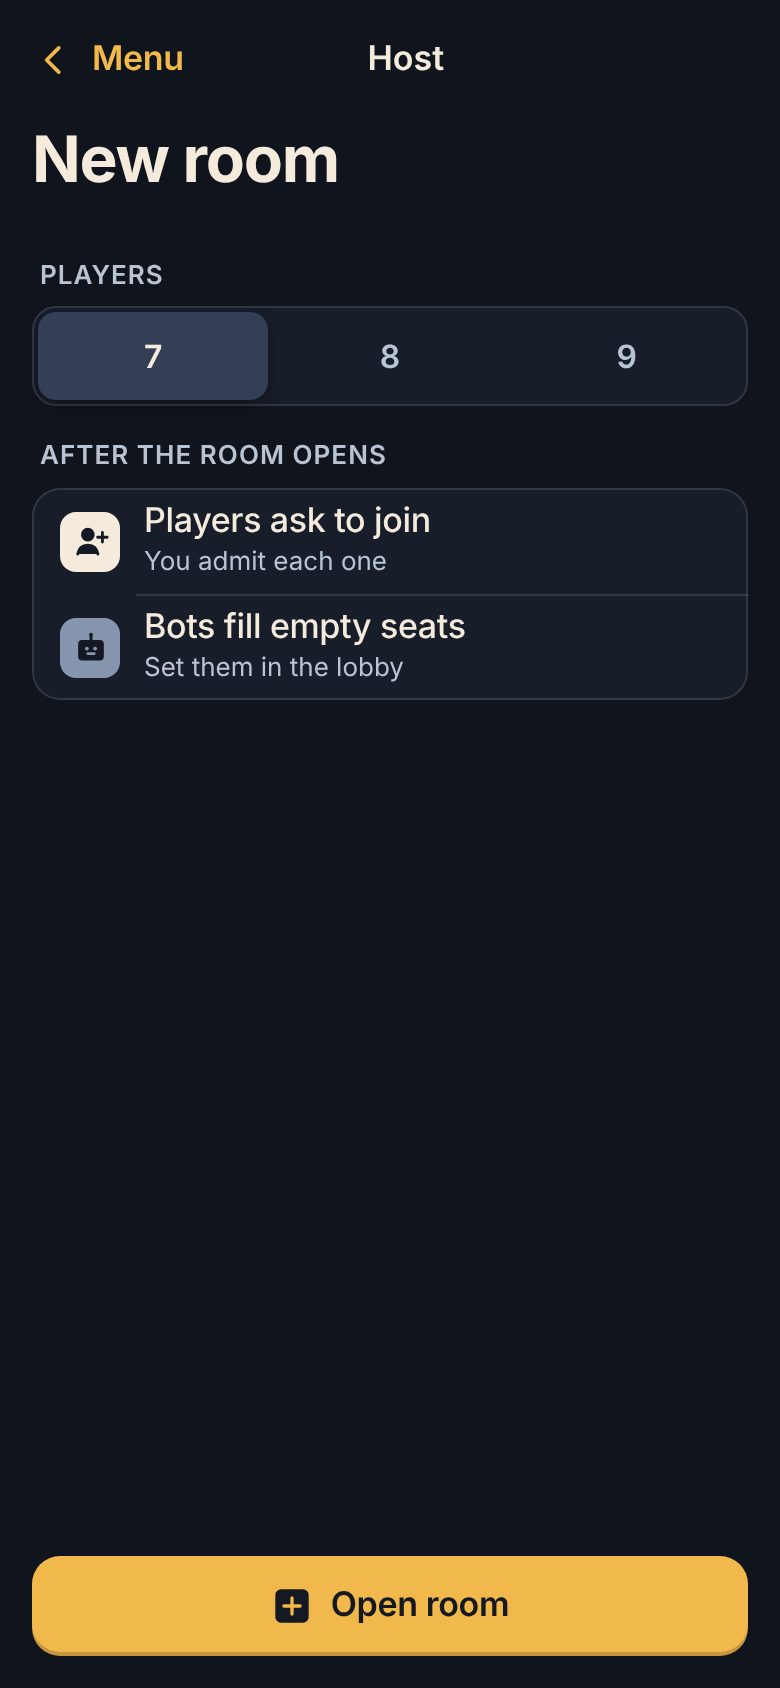 Menu
Host
New room
PLAYERS
7 8 9
AFTER THE ROOM OPENS
Players ask to join
You admit each one
Bots fill empty seats
Set them in the lobby
Open room